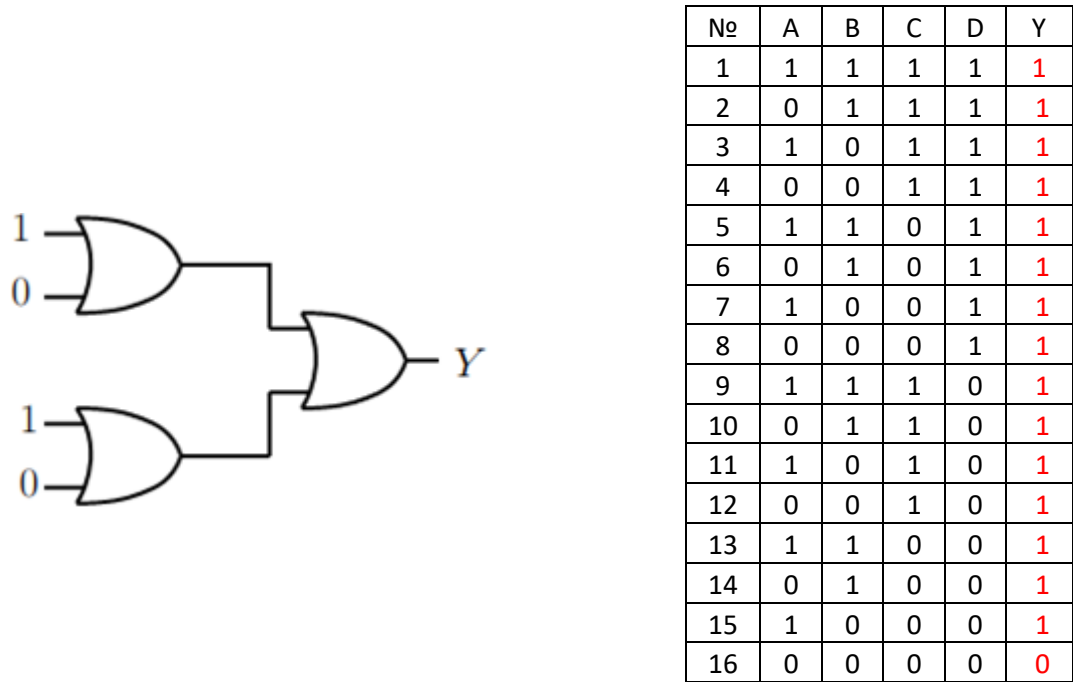 1
0
1
0
Y
№ A B C D Y
1 1 1 1 1 1
2 0 1 1 1 1
3 1 0 1 1 1
4 0 0 1 1 1
5 1 1 0 1 1
6 0 1 0 1 1
7 1 0 0 1 1
8 0 0 0 1 1
9 1 1 1 0 1
10 0 1 1 0 1
11 1 0 1 0 1
12 0 0 1 0 1
13 1 1 0 0 1
14 0 1 0 0 1
15 1 0 0 0 1
16 0 0 0 0 0